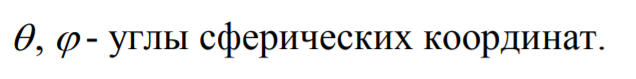 θ, φ - углы сферических координат.